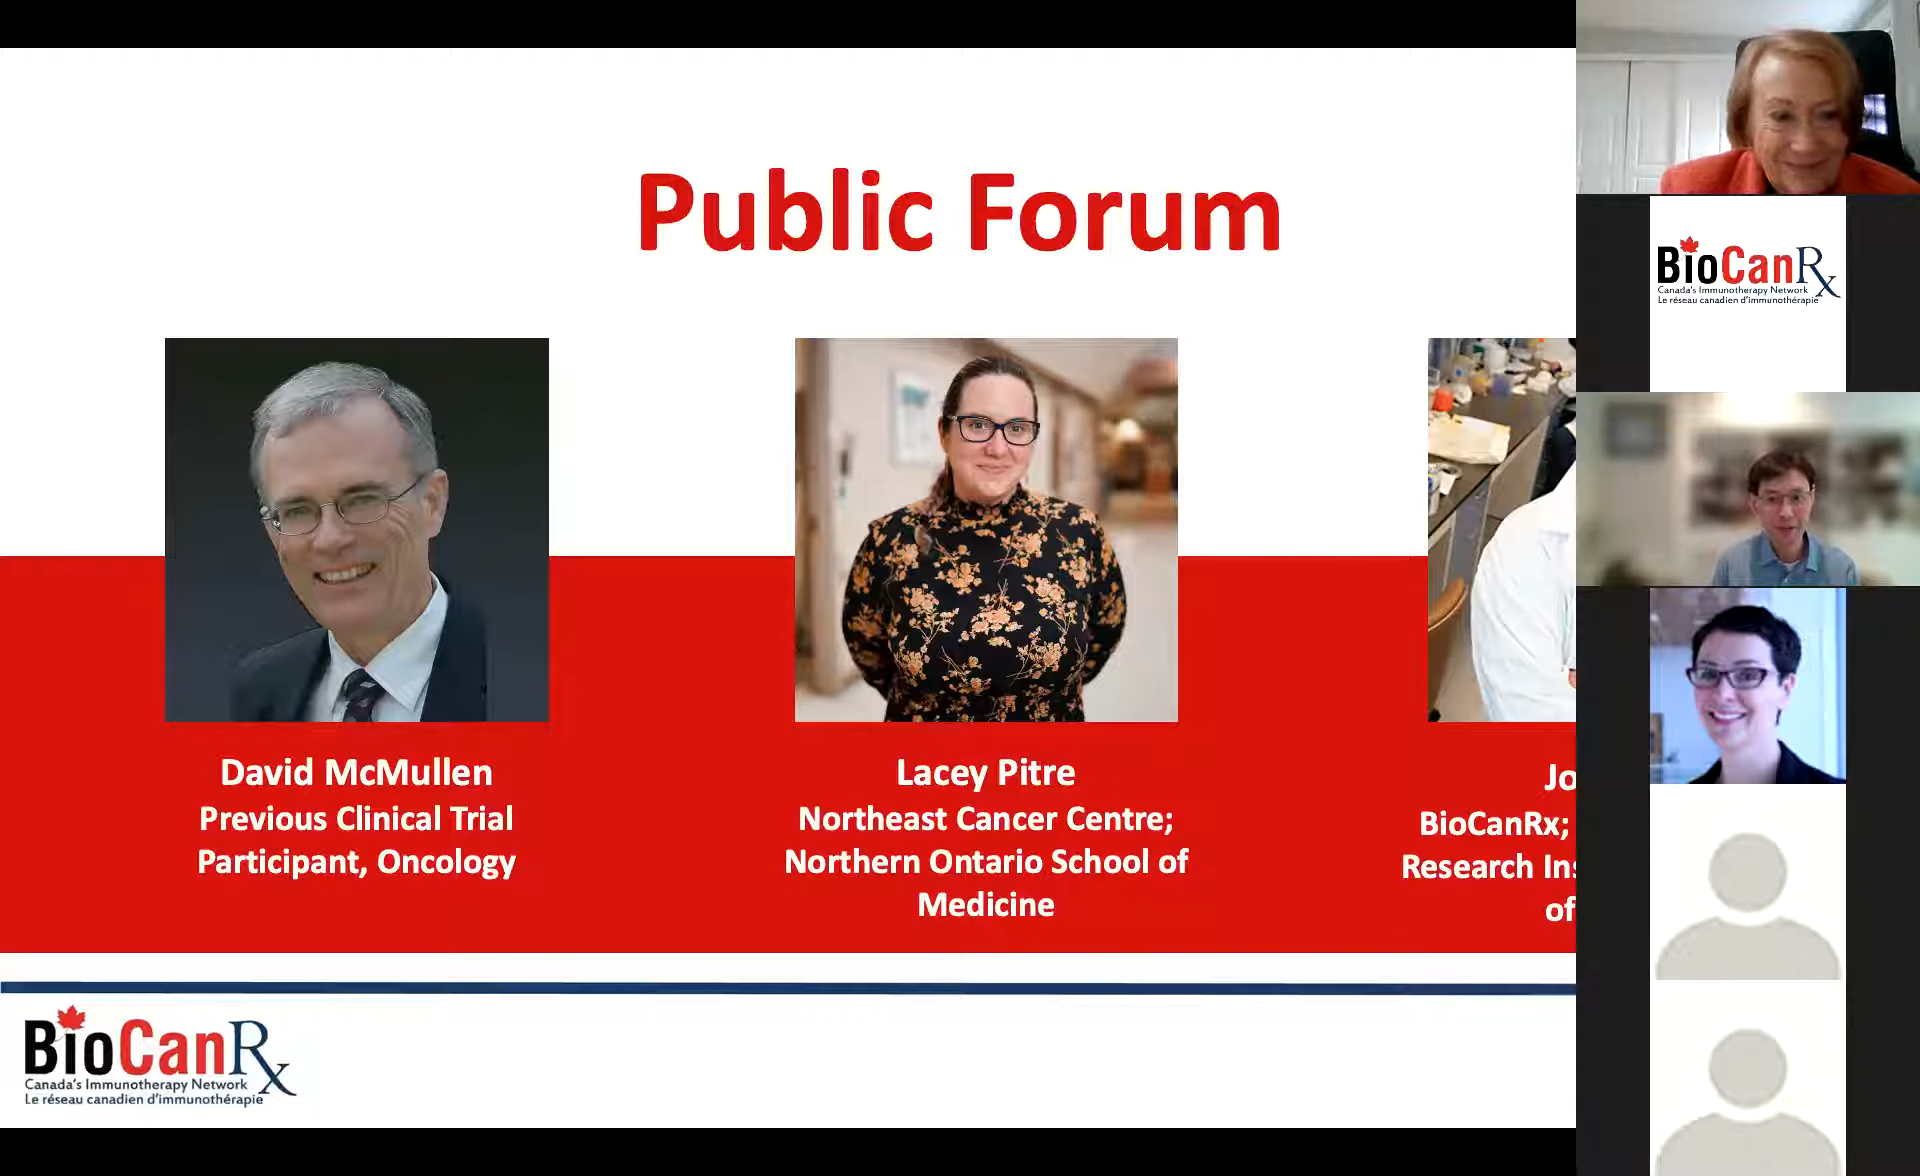 Public Forum
David McMullen
Previous Clinical Trial
Participant, Oncology
Lacey Pitre
Northeast Cancer Centre;
Northern Ontario School of
Medicine
Jo
BioCanRx;
Research Ins
of
BioCanRx
Canada's Immunotherapy Network
Le réseau canadien d'immunothérapie
BioCanRx
Canada's Immunotherapy Network
Le réseau canadien d'immunothérapie